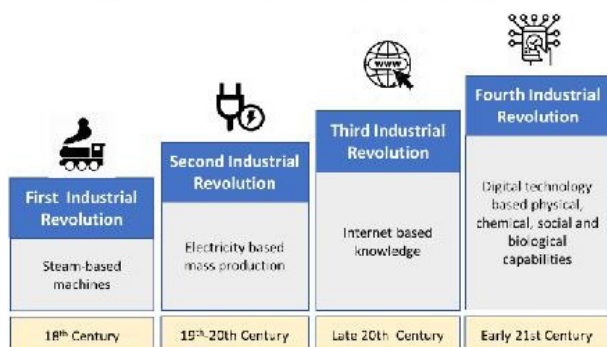 www
First Industrial
Revolution
Steam-based
machines
18th Century
Second Industrial
Revolution
Electricity based
mass production
19th-20th Century
Third Industrial
Revolution
Internet based
knowledge
Late 20th Century
Fourth Industrial
Revolution
Digital technology
based physical,
chemical, social and
biological
capabilities
Early 21st Century